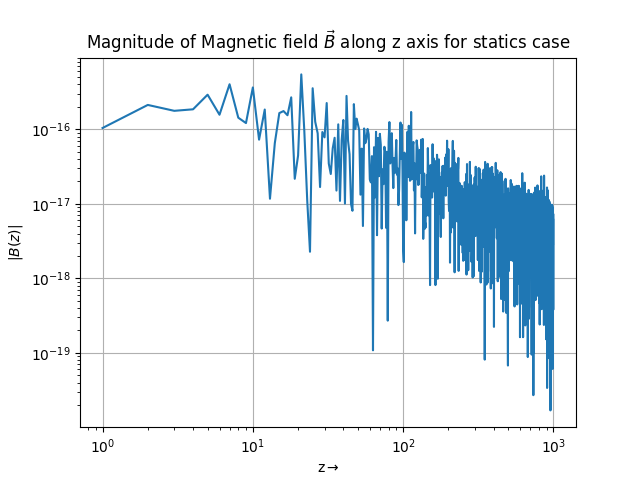 Magnitude of Magnetic field $\vec{B}$ along z axis for statics case
|B(z)|
10⁻¹⁶
10⁻¹⁷
10⁻¹⁸
10⁻¹⁹
10⁰ 10¹ 10² 10³
z→